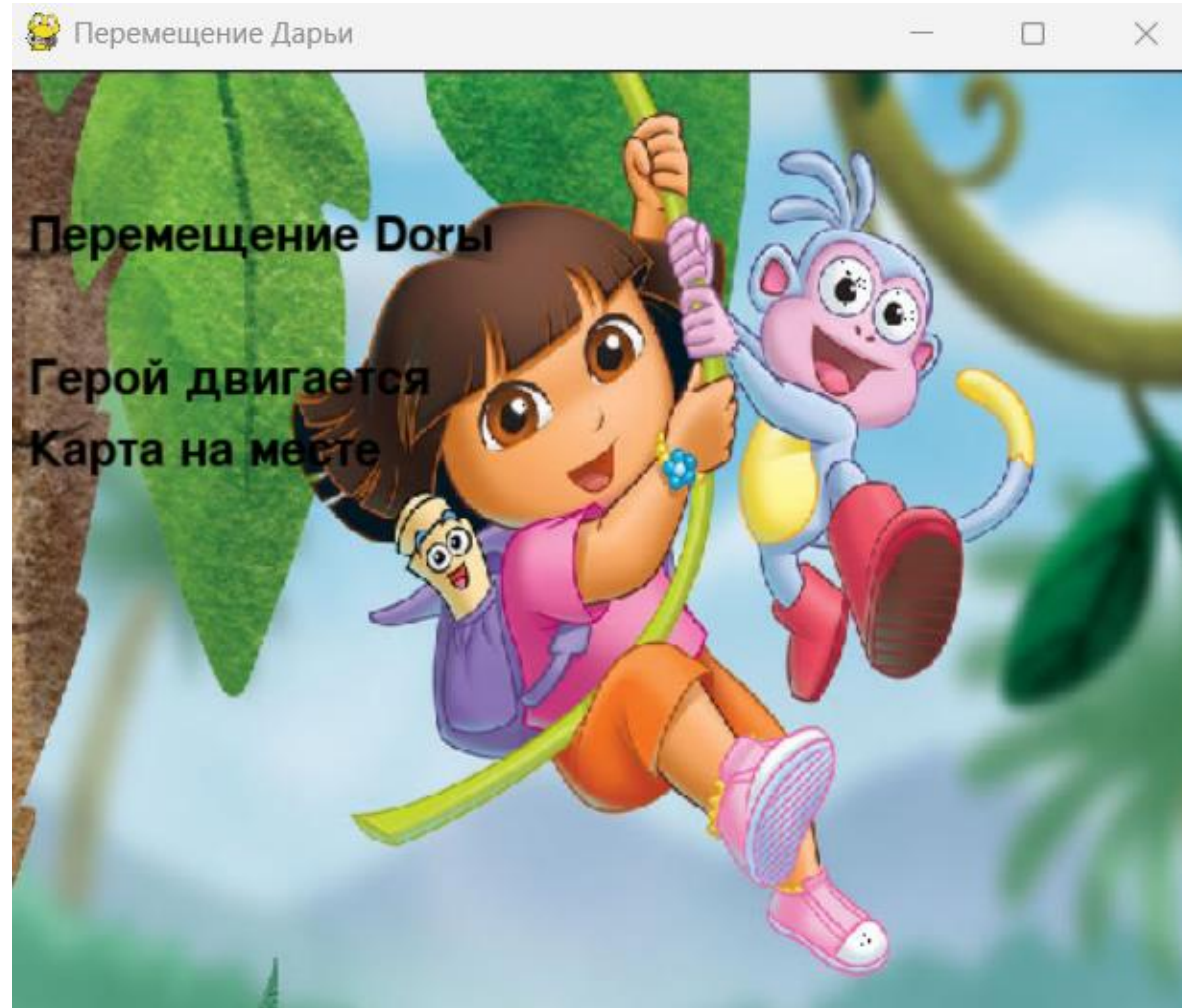 Перемещение Дарьи
Перемещение Dorы
Герой двигается
Карта на месте